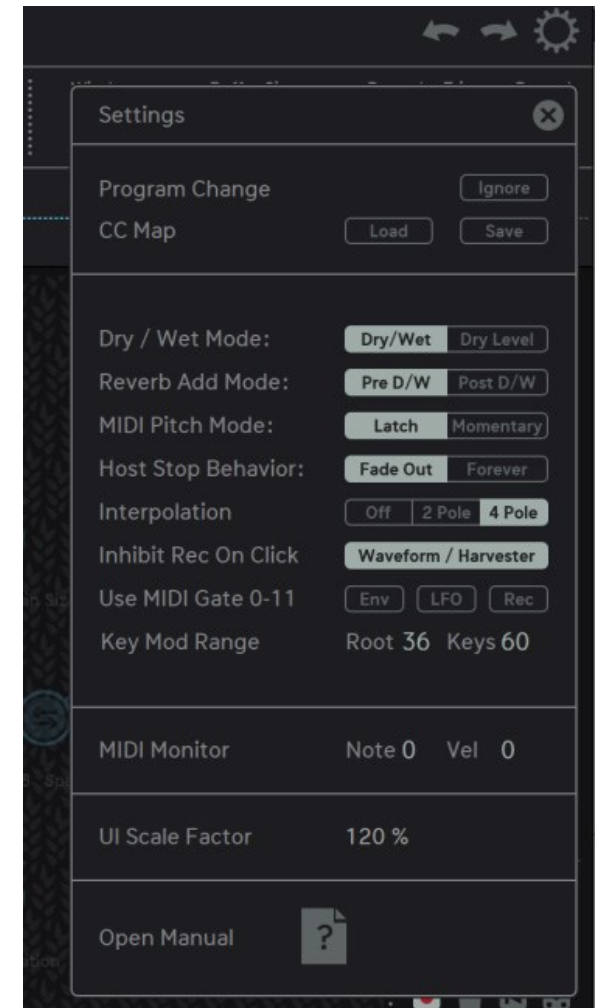 Settings
Program Change Ignore
CC Map Load Save
Dry / Wet Mode: Dry/Wet Dry Level
Reverb Add Mode: Pre D/W Post D/W
MIDI Pitch Mode: Latch Momentary
Host Stop Behavior: Fade Out Forever
Interpolation Off 2 Pole 4 Pole
Inhibit Rec On Click Waveform / Harvester
Use MIDI Gate 0-11 Env LFO Rec
Key Mod Range Root 36 Keys 60
MIDI Monitor Note 0 Vel 0
UI Scale Factor 120 %
Open Manual ?